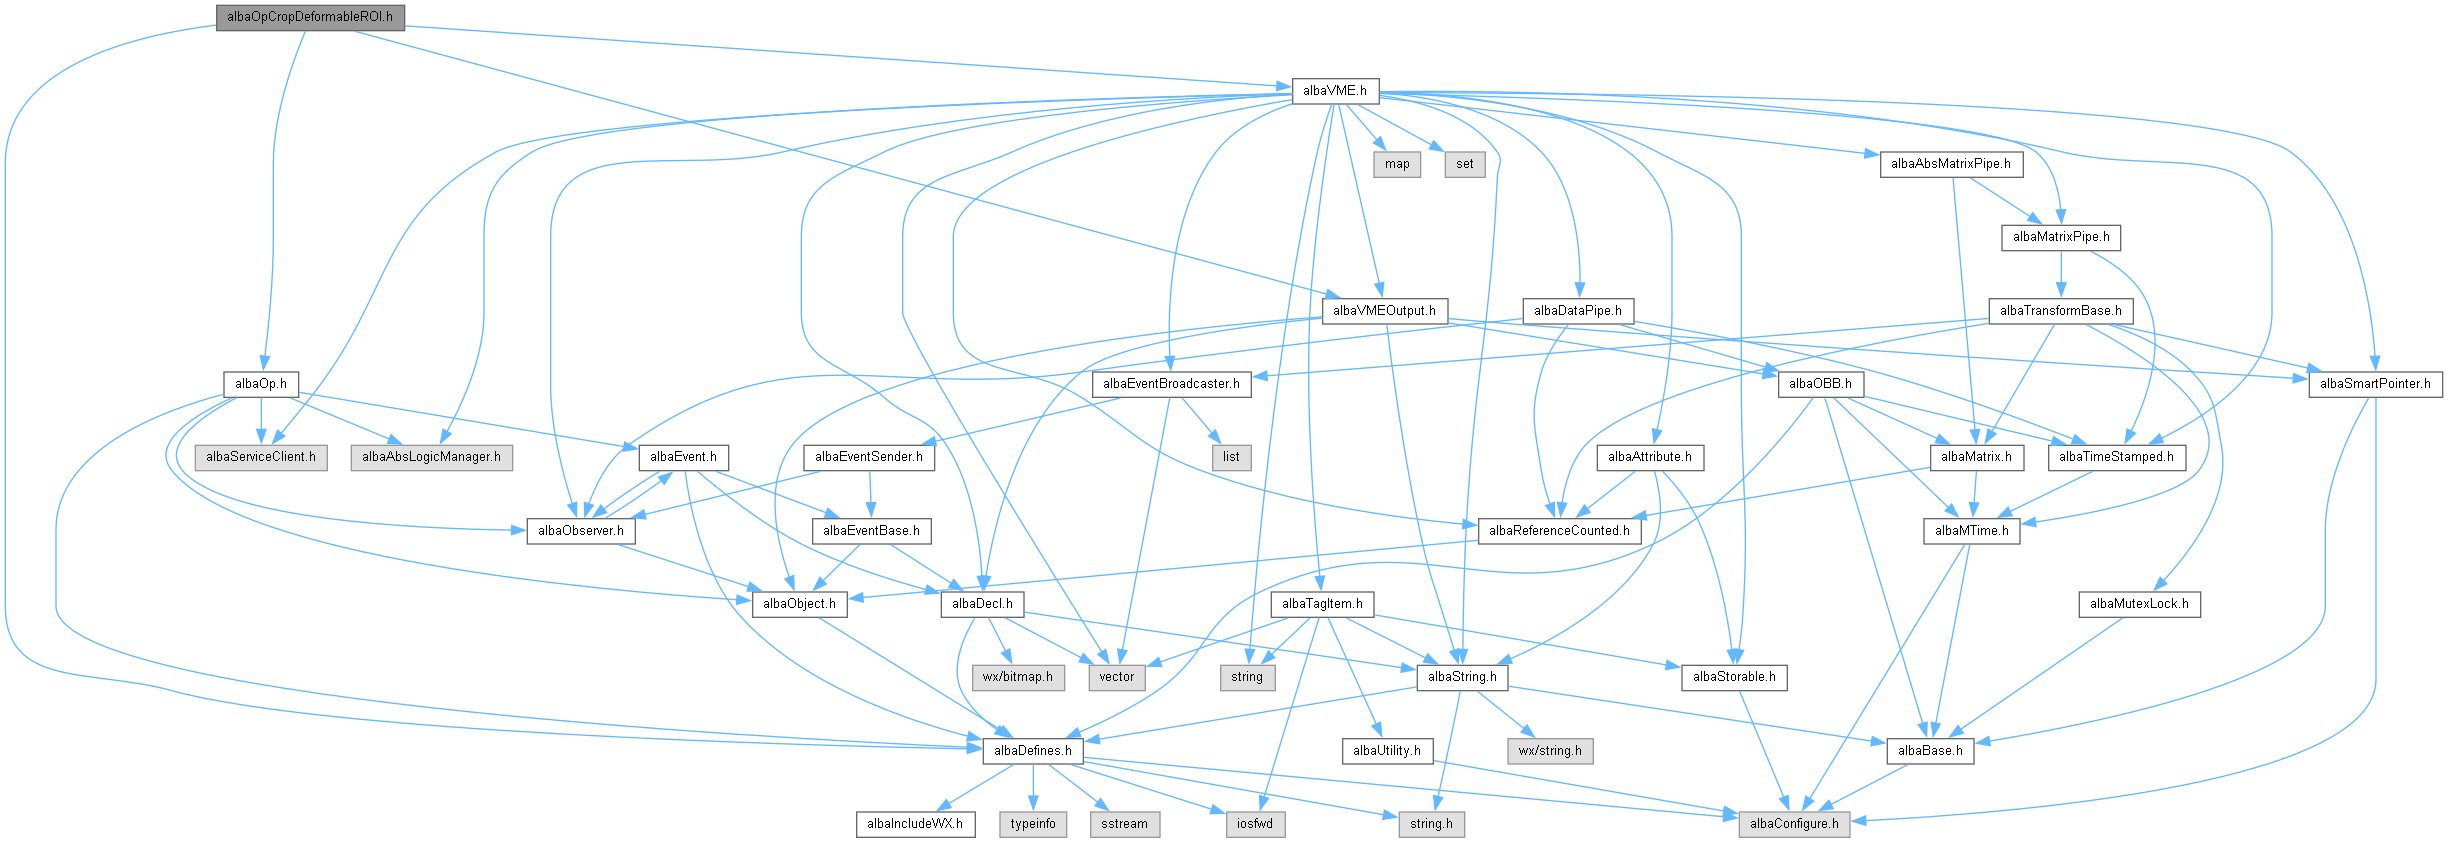 albaOpCropDeformableROI.h
albaVME.h
map
set
albaAbsMatrixPipe.h
albaMatrixPipe.h
albaVMEOutput.h
albaDataPipe.h
albaTransformBase.h
albaOp.h
albaEventBroadcaster.h
albaOBB.h
albaSmartPointer.h
albaServiceClient.h
albaAbsLogicManager.h
albaEvent.h
albaEventSender.h
list
albaAttribute.h
albaMatrix.h
albaTimeStamped.h
albaObserver.h
albaEventBase.h
albaReferenceCounted.h
albaMTime.h
albaObject.h
albaDecl.h
albaTagItem.h
albaMutexLock.h
wx/bitmap.h
vector
string
albaString.h
albaStorable.h
albaDefines.h
albaUtility.h
wx/string.h
albaBase.h
albaIncludeWX.h
typeinfo
sstream
iosfwd
string.h
albaConfigure.h